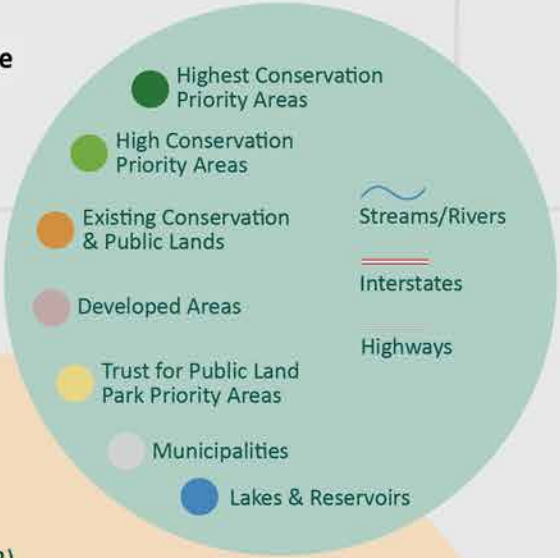 e
Highest Conservation
Priority Areas
High Conservation
Priority Areas
Existing Conservation
& Public Lands
Developed Areas
Trust for Public Land
Park Priority Areas
Municipalities
Lakes & Reservoirs
Streams/Rivers
Interstates
Highways